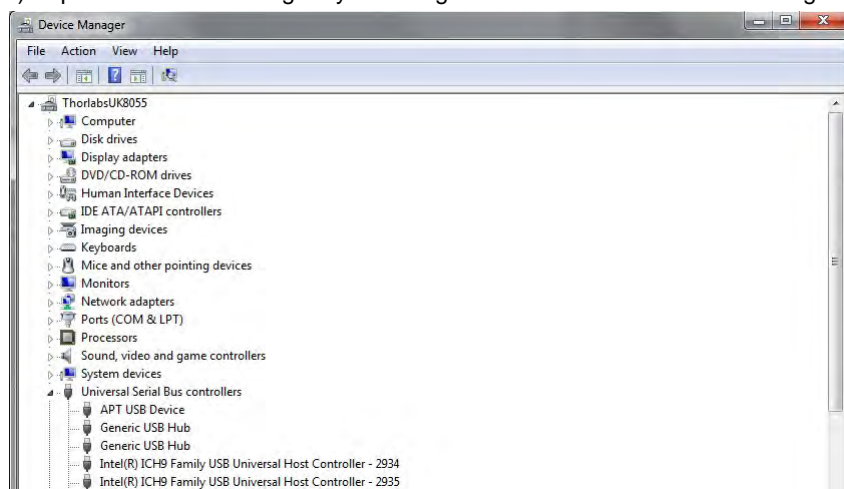 Device Manager
File Action View Help
ThorlabsUK8055
Computer
Disk drives
Display adapters
DVD/CD-ROM drives
Human Interface Devices
IDE ATA/ATAPI controllers
Imaging devices
Keyboards
Mice and other pointing devices
Monitors
Network adapters
Ports (COM & LPT)
Processors
Sound, video and game controllers
System devices
Universal Serial Bus controllers
APT USB Device
Generic USB Hub
Generic USB Hub
Intel(R) ICH9 Family USB Universal Host Controller - 2934
Intel(R) ICH9 Family USB Universal Host Controller - 2935